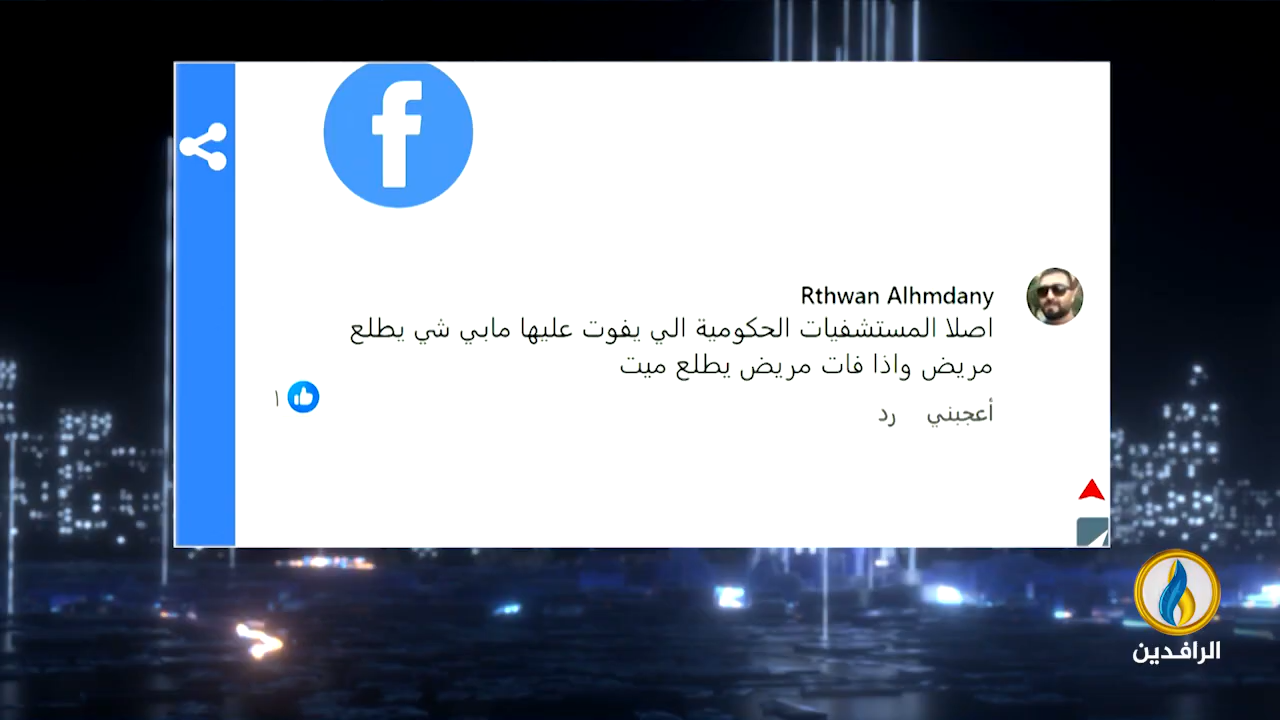 Rthwan Alhmdany
اصلا المستشفيات الحكومية الي يفوت عليها مابي شي يطلع
مريض واذا فات مريض يطلع ميت
١
أعجبني رد
الرافدين